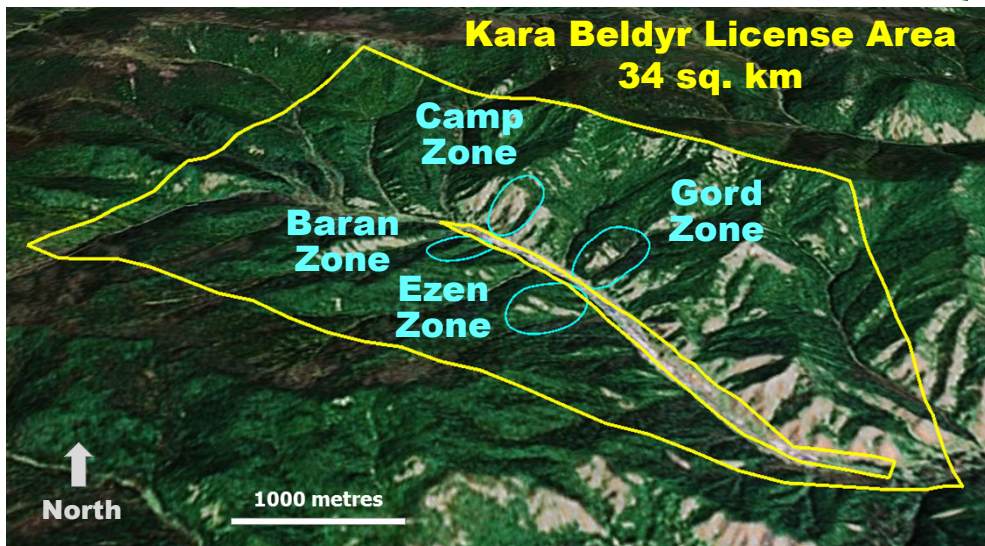 Kara Beldyr License Area
34 sq. km
Camp
Zone
Gord
Zone
Baran
Zone
Ezen
Zone
North
1000 metres